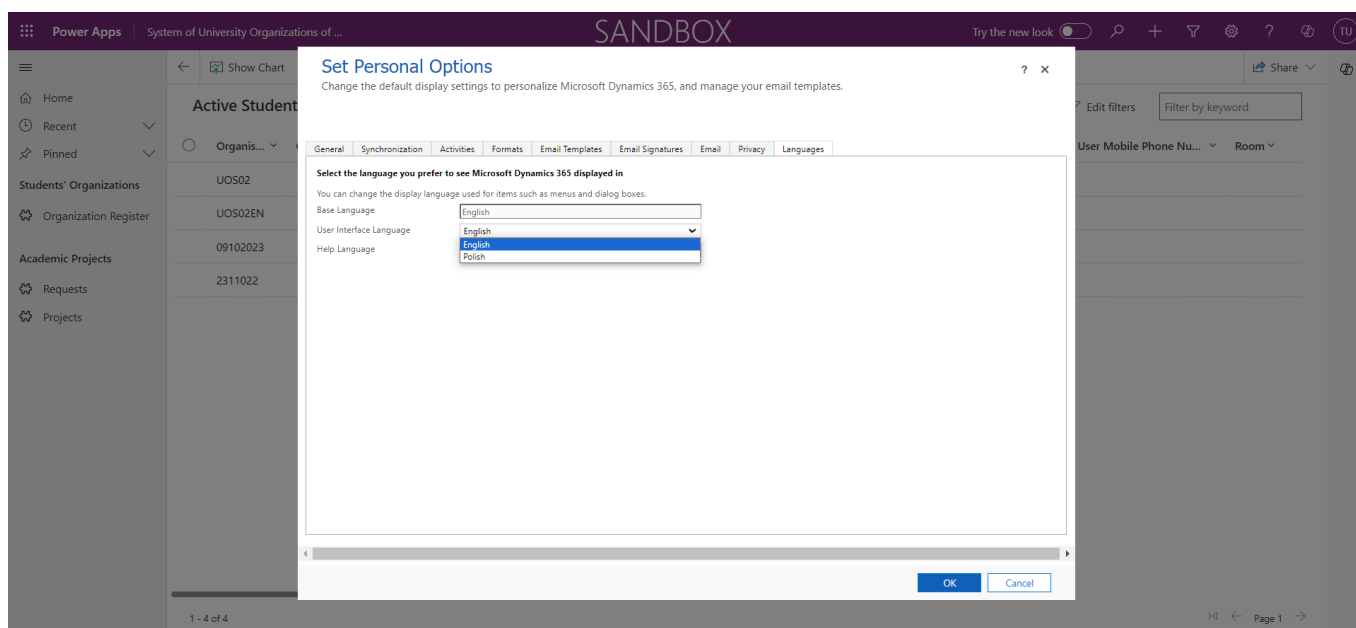 Power Apps System of University Organizations of ... SANDBOX Try the new look TU
Show Chart Share
Home
Recent
Pinned
Students' Organizations
Organization Register
Academic Projects
Requests
Projects
Active Student
Edit filters Filter by keyword
Organis... User Mobile Phone Nu... Room
UOS02
UOS02EN
09102023
2311022
1 - 4 of 4
Page 1
Set Personal Options
? ×
Change the default display settings to personalize Microsoft Dynamics 365, and manage your email templates.
General Synchronization Activities Formats Email Templates Email Signatures Email Privacy Languages
Select the language you prefer to see Microsoft Dynamics 365 displayed in
You can change the display language used for items such as menus and dialog boxes.
Base Language English
User Interface Language English
English
Help Language
Polish
OK Cancel